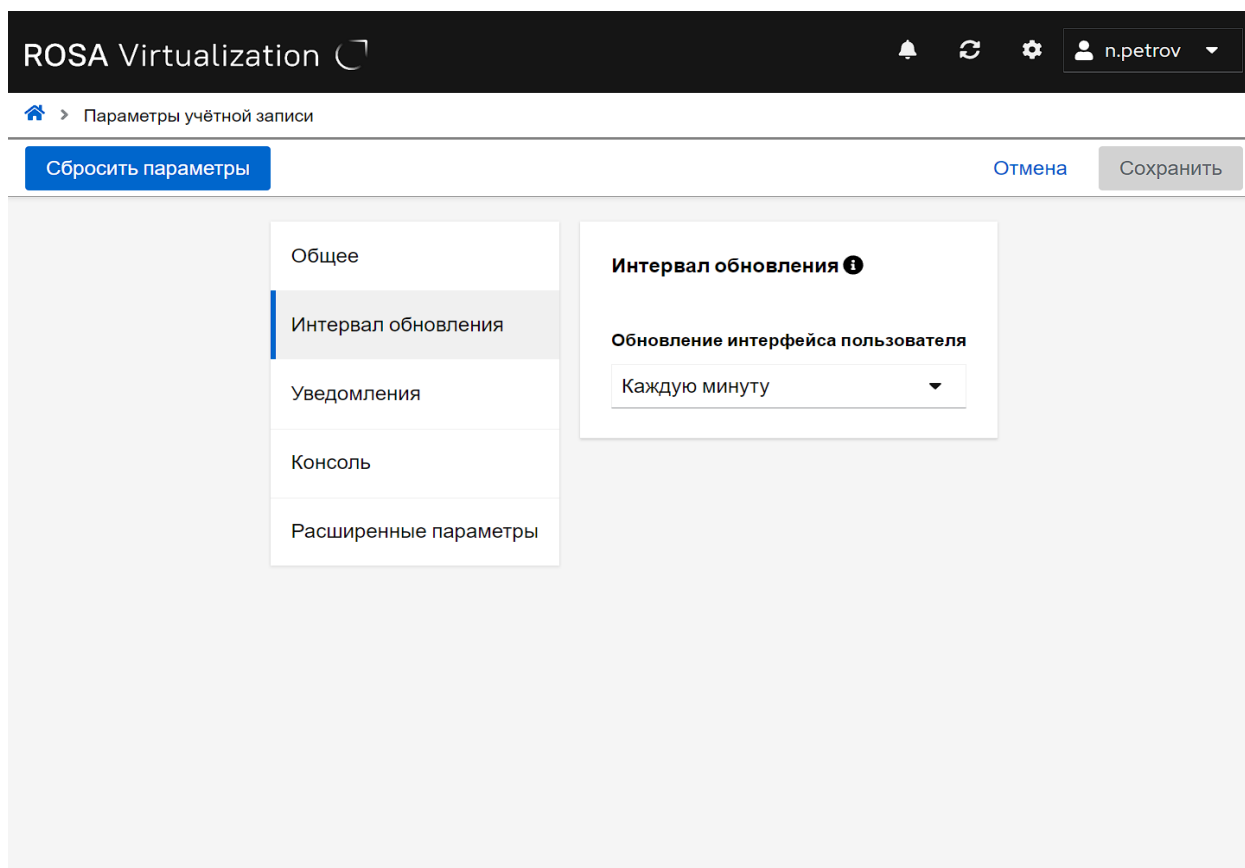 ROSA Virtualization
n.petrov
Параметры учётной записи
Сбросить параметры
Отмена
Сохранить
Общее
Интервал обновления
Уведомления
Консоль
Расширенные параметры
Интервал обновления
Обновление интерфейса пользователя
Каждую минуту